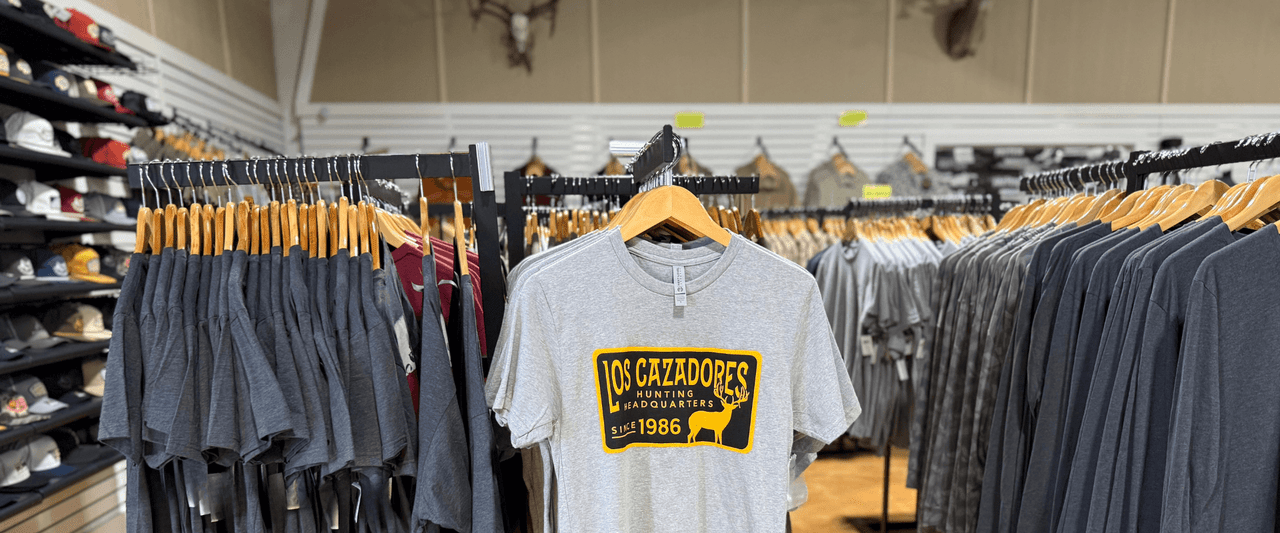 LOS CAZADORES
HUNTING
HEADQUARTERS
SINCE 1986